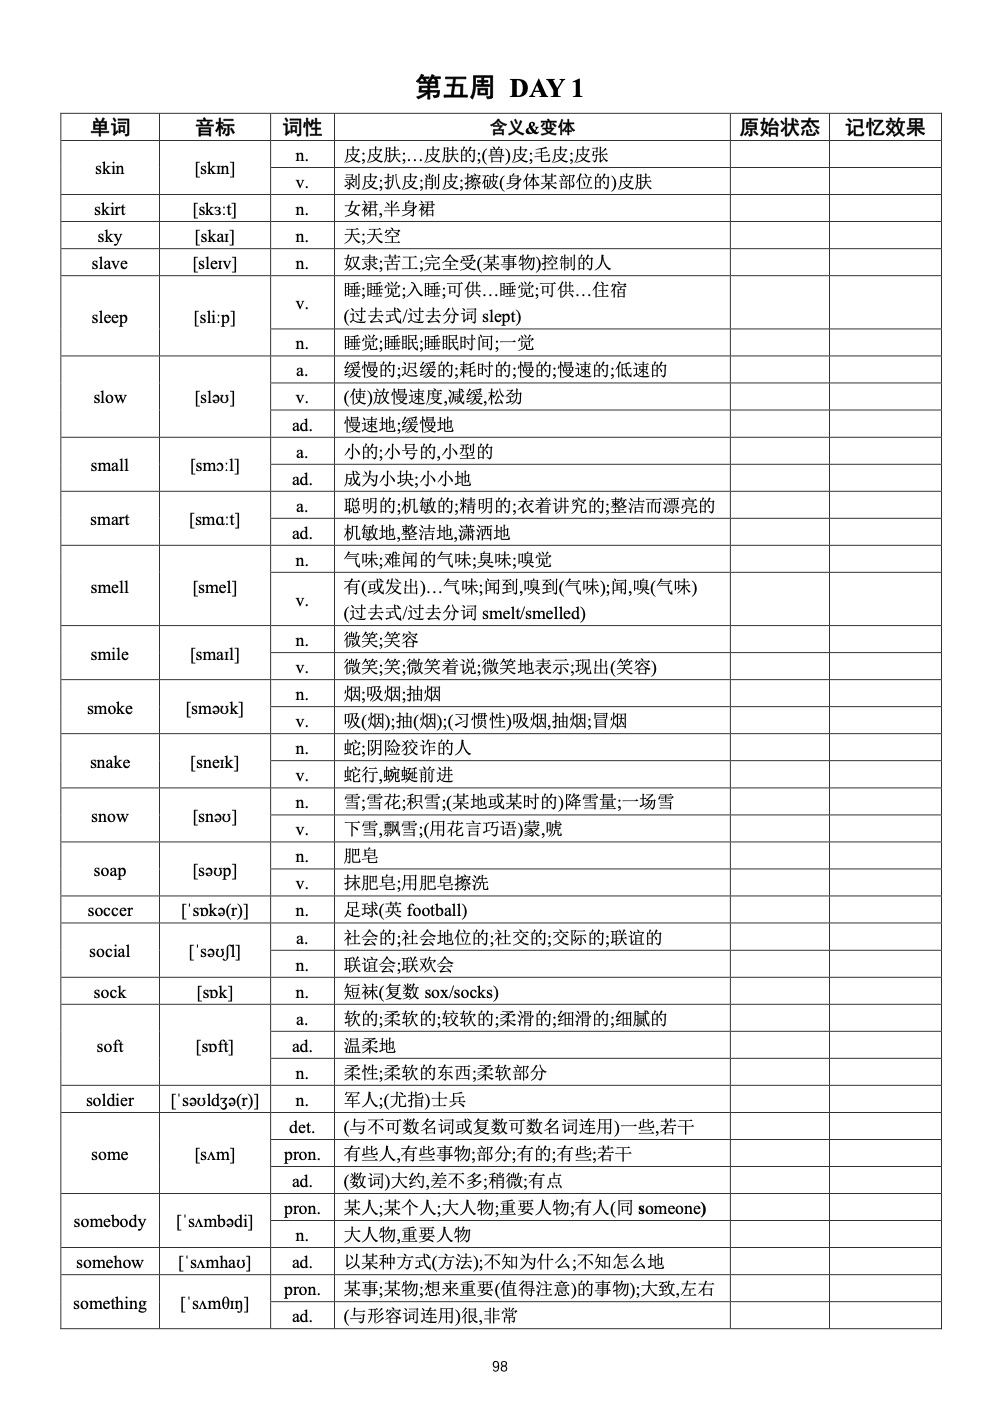 第五周 DAY 1
单词 音标 词性 含义&变体 原始状态 记忆效果
skin [skɪn] n. 皮;皮肤;…皮肤的;(兽)皮;毛皮;皮张
v. 剥皮;扒皮;削皮;擦破(身体某部位的)皮肤
skirt [skɜːt] n. 女裙,半身裙
sky [skaɪ] n. 天;天空
slave [sleɪv] n. 奴隶;苦工;完全受(某事物)控制的人
sleep [sliːp] v. 睡;睡觉;入睡;可供…睡觉;可供…住宿
(过去式/过去分词 slept)
n. 睡觉;睡眠;睡眠时间;一觉
slow [sləʊ] a. 缓慢的;迟缓的;耗时的;慢的;慢速的;低速的
v. (使)放慢速度,减缓,松劲
ad. 慢速地;缓慢地
small [smɔːl] a. 小的;小号的,小型的
ad. 成为小块;小小地
smart [smɑːt] a. 聪明的;机敏的;精明的;衣着讲究的;整洁而漂亮的
ad. 机敏地,整洁地,潇洒地
smell [smel] n. 气味;难闻的气味;臭味;嗅觉
v. 有(或发出)…气味;闻到,嗅到(气味);闻,嗅(气味)
(过去式/过去分词 smelt/smelled)
smile [smaɪl] n. 微笑;笑容
v. 微笑;笑;微笑着说;微笑地表示;现出(笑容)
smoke [sməʊk] n. 烟;吸烟;抽烟
v. 吸(烟);抽(烟);(习惯性)吸烟,抽烟;冒烟
snake [sneɪk] n. 蛇;阴险狡诈的人
v. 蛇行,蜿蜒前进
snow [snəʊ] n. 雪;雪花;积雪;(某地或某时的)降雪量;一场雪
v. 下雪,飘雪;(用花言巧语)蒙,唬
soap [səʊp] n. 肥皂
v. 抹肥皂;用肥皂擦洗
soccer [ˈsɒkə(r)] n. 足球(英 football)
social [ˈsəʊʃl] a. 社会的;社会地位的;社交的;交际的;联谊的
n. 联谊会;联欢会
sock [sɒk] n. 短袜(复数 sox/socks)
soft [sɒft] a. 软的;柔软的;较软的;柔滑的;细滑的;细腻的
ad. 温柔地
n. 柔性;柔软的东西;柔软部分
soldier [ˈsəʊldʒə(r)] n. 军人;(尤指)士兵
some [sʌm] det. (与不可数名词或复数可数名词连用)一些,若干
pron. 有些人,有些事物;部分;有的;有些;若干
ad. (数词)大约,差不多;稍微;有点
somebody [ˈsʌmbədi] pron. 某人;某个人;大人物;重要人物;有人(同 someone)
n. 大人物,重要人物
somehow [ˈsʌmhaʊ] ad. 以某种方式(方法);不知为什么;不知怎么地
something [ˈsʌmθɪŋ] pron. 某事;某物;想来重要(值得注意)的事物);大致,左右
ad. (与形容词连用)很,非常
98